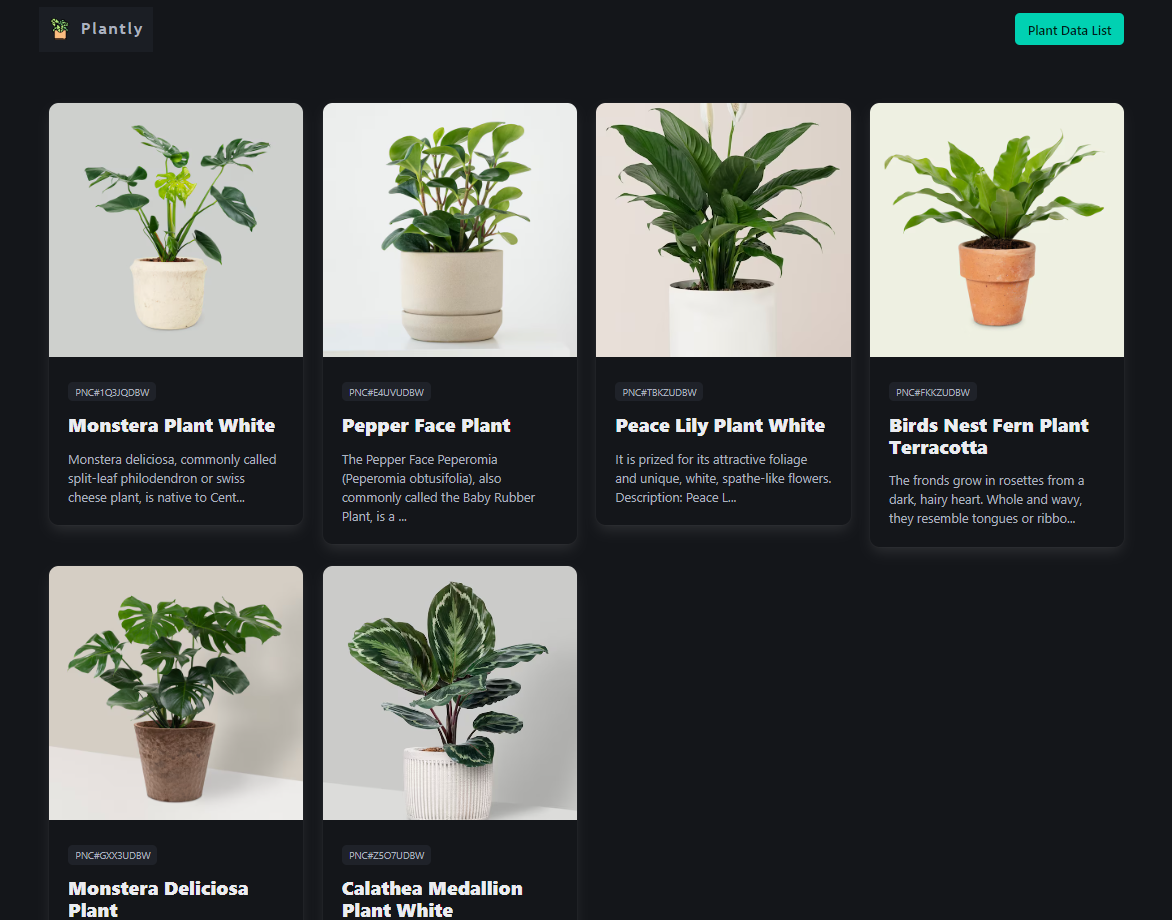 Plantly
Plant Data List
PNC#1Q3JQDBW
Monstera Plant White
Monstera deliciosa, commonly called
split-leaf philodendron or swiss
cheese plant, is native to Cent...
PNC#E4UVUDBW
Pepper Face Plant
The Pepper Face Peperomia
(Peperomia obtusifolia), also
commonly called the Baby Rubber
Plant, is a ...
PNC#TBKZUDBW
Peace Lily Plant White
It is prized for its attractive foliage
and unique, white, spathe-like flowers.
Description: Peace L...
PNC#FKKZUDBW
Birds Nest Fern Plant
Terracotta
The fronds grow in rosettes from a
dark, hairy heart. Whole and wavy,
they resemble tongues or ribbo...
PNC#GXX3UDBW
Monstera Deliciosa
Plant
PNC#Z5O7UDBW
Calathea Medallion
Plant White